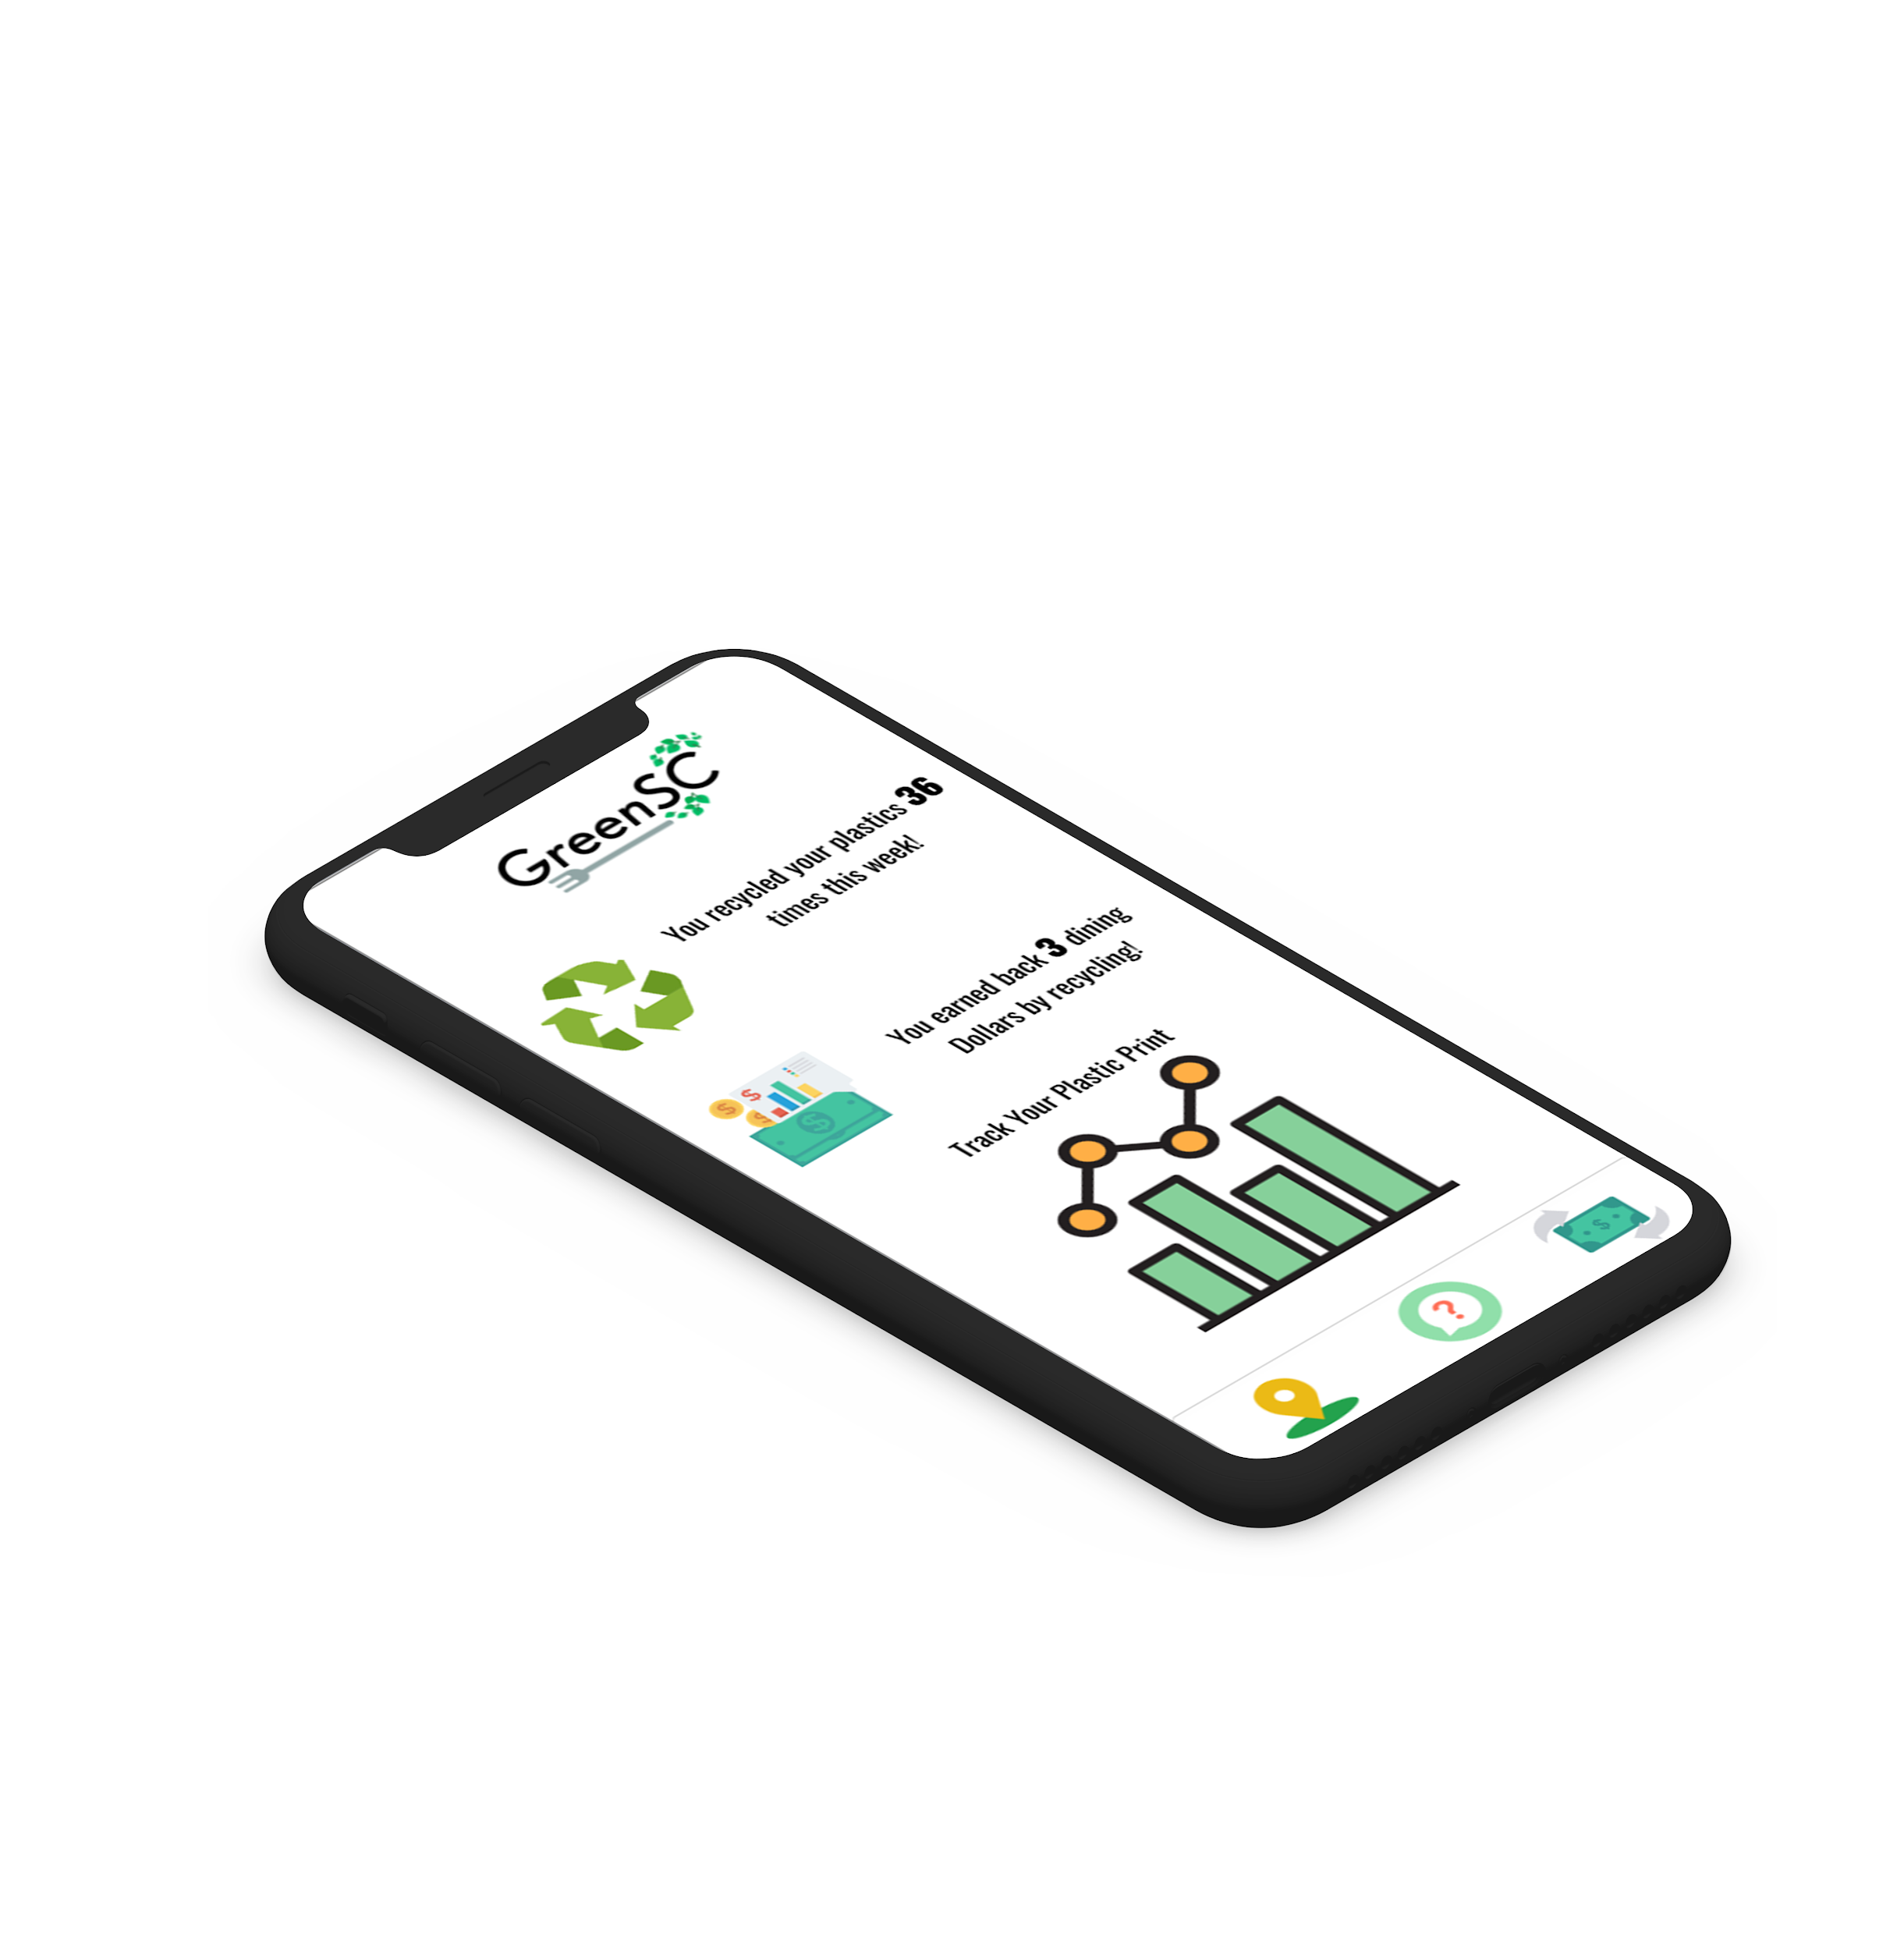 GreenSC
You recycled your plastics 36
times this week!
You earned back 3 dining
Dollars by recycling!
Track Your Plastic Print
$
$
$
$
?
$